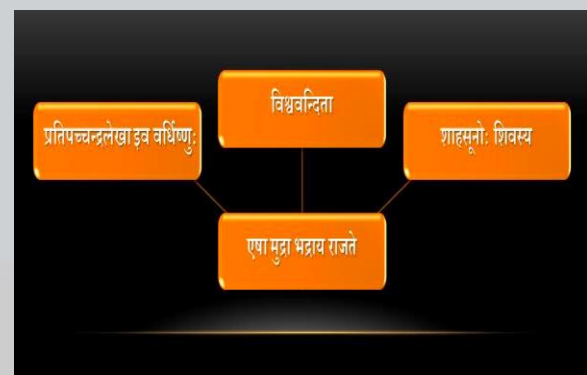 विश्ववन्दिता
प्रतिपच्चन्द्रलेखा इव वर्धिष्णुः
शाहसूनोः शिवस्य
एषा मुद्रा भद्राय राजते